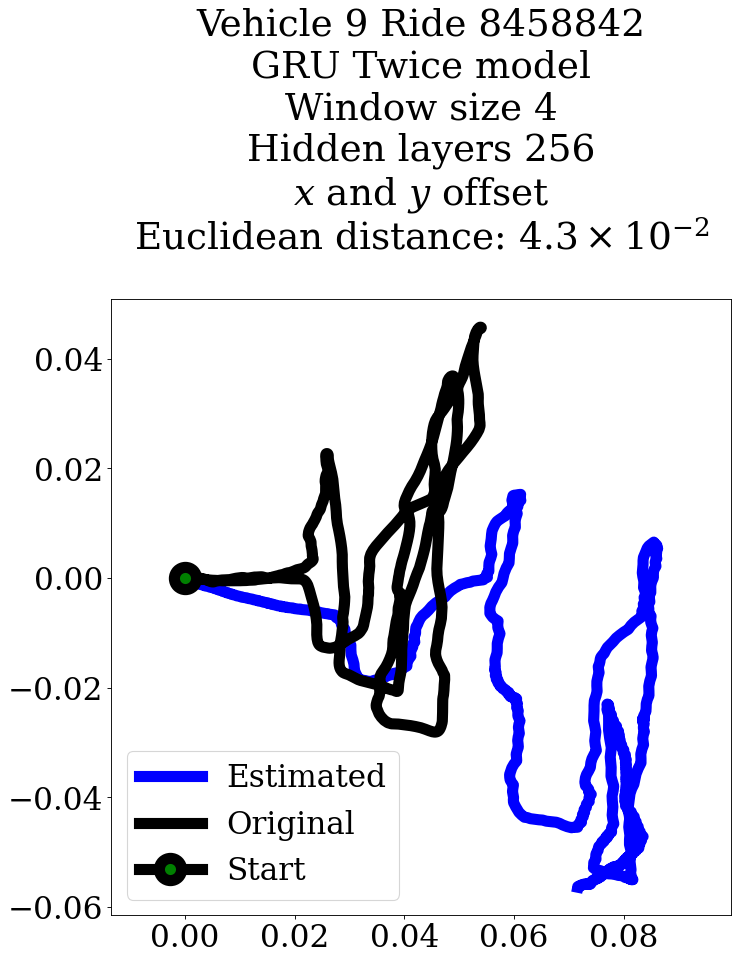 Vehicle 9 Ride 8458842
GRU Twice model
Window size 4
Hidden layers 256
x and y offset
Euclidean distance: 4.3 × 10⁻²
0.04
0.02
0.00
−0.02
−0.04
−0.06
Estimated
Original
Start
0.00 0.02 0.04 0.06 0.08